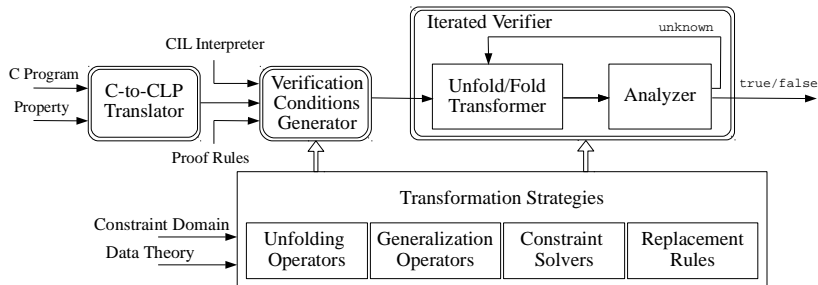 Iterated Verifier
unknown
CIL Interpreter
C Program
Property
C-to-CLP
Translator
Verification
Conditions
Generator
Unfold/Fold
Transformer
Analyzer
true/false
Proof Rules
Transformation Strategies
Constraint Domain
Data Theory
Unfolding
Operators
Generalization
Operators
Constraint
Solvers
Replacement
Rules